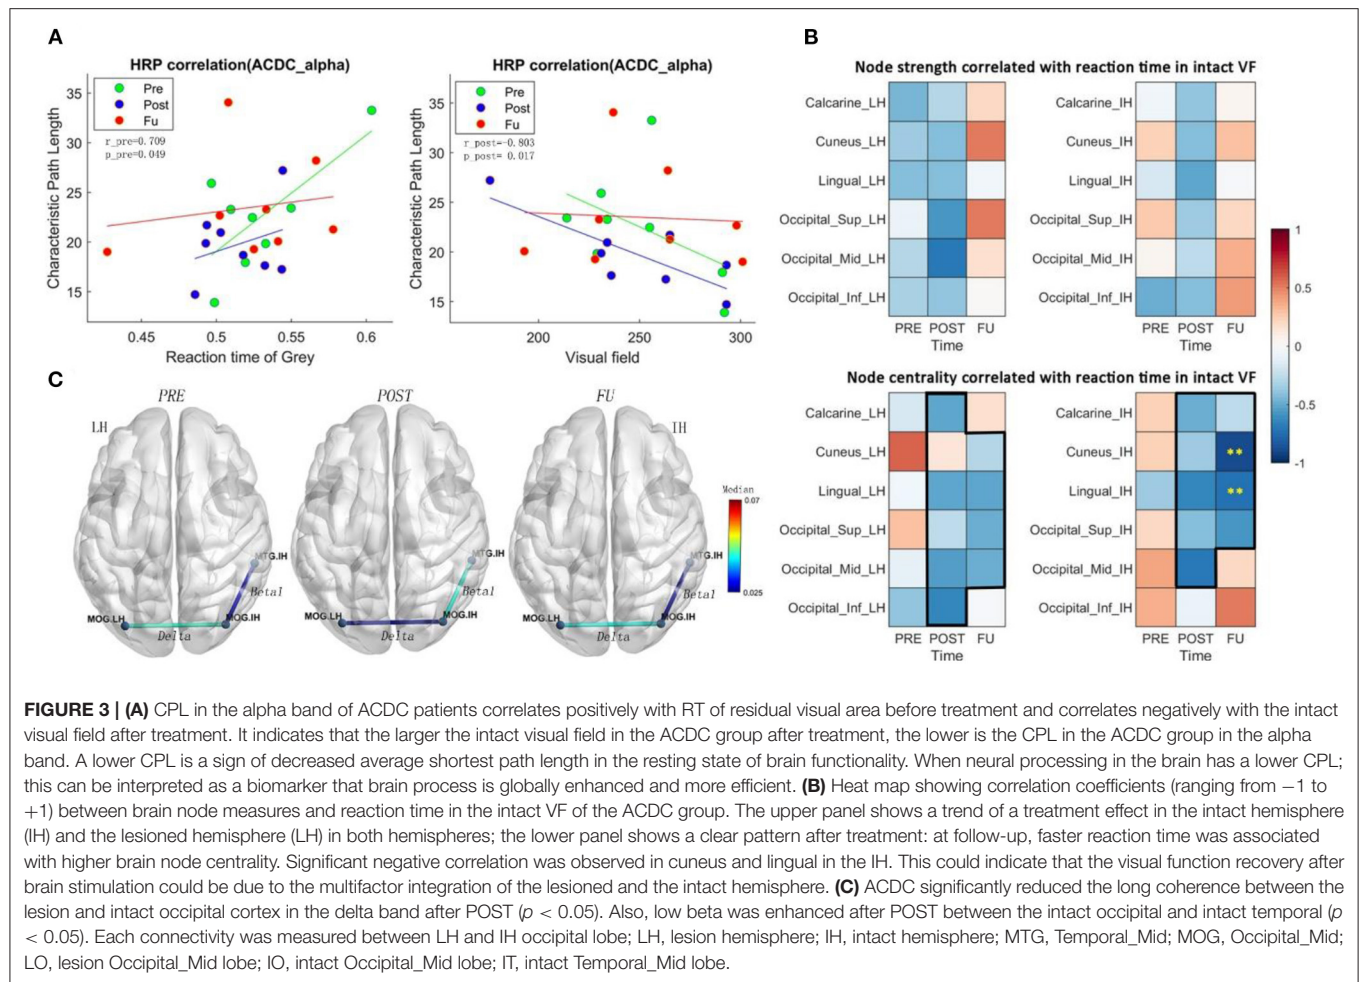 A
HRP correlation(ACDC_alpha)
Pre
Post
Fu
r_pre=0.709
p_pre=0.049
Characteristic Path Length
35
30
25
20
15
0.45 0.5 0.55 0.6
Reaction time of Grey
HRP correlation(ACDC_alpha)
Pre
Post
Fu
r_post=-0.803
p_post= 0.017
Characteristic Path Length
35
30
25
20
15
200 250 300
Visual field
B
Node strength correlated with reaction time in intact VF
Calcarine_LH
Cuneus_LH
Lingual_LH
Occipital_Sup_LH
Occipital_Mid_LH
Occipital_Inf_LH
PRE POST FU
Time
Calcarine_IH
Cuneus_IH
Lingual_IH
Occipital_Sup_IH
Occipital_Mid_IH
Occipital_Inf_IH
PRE POST FU
Time
Node centrality correlated with reaction time in intact VF
Calcarine_LH
Cuneus_LH
Lingual_LH
Occipital_Sup_LH
Occipital_Mid_LH
Occipital_Inf_LH
PRE POST FU
Time
Calcarine_IH
Cuneus_IH
Lingual_IH
Occipital_Sup_IH
Occipital_Mid_IH
Occipital_Inf_IH
**
**
PRE POST FU
Time
1
0.5
0
-0.5
-1
C
PRE
LH
MTG.IH
Beta1
MOG.LH
MOG.IH
Delta
POST
MTG.IH
Beta1
MOG.LH
MOG.IH
Delta
FU
IH
MTG.IH
Beta1
MOG.LH
MOG.IH
Delta
Median
0.07
0.025
FIGURE 3 | (A) CPL in the alpha band of ACDC patients correlates positively with RT of residual visual area before treatment and correlates negatively with the intact
visual field after treatment. It indicates that the larger the intact visual field in the ACDC group after treatment, the lower is the CPL in the ACDC group in the alpha
band. A lower CPL is a sign of decreased average shortest path length in the resting state of brain functionality. When neural processing in the brain has a lower CPL;
this can be interpreted as a biomarker that brain process is globally enhanced and more efficient. (B) Heat map showing correlation coefficients (ranging from −1 to
+1) between brain node measures and reaction time in the intact VF of the ACDC group. The upper panel shows a trend of a treatment effect in the intact hemisphere
(IH) and the lesioned hemisphere (LH) in both hemispheres; the lower panel shows a clear pattern after treatment: at follow-up, faster reaction time was associated
with higher brain node centrality. Significant negative correlation was observed in cuneus and lingual in the IH. This could indicate that the visual function recovery after
brain stimulation could be due to the multifactor integration of the lesioned and the intact hemisphere. (C) ACDC significantly reduced the long coherence between the
lesion and intact occipital cortex in the delta band after POST (p < 0.05). Also, low beta was enhanced after POST between the intact occipital and intact temporal (p
< 0.05). Each connectivity was measured between LH and IH occipital lobe; LH, lesion hemisphere; IH, intact hemisphere; MTG, Temporal_Mid; MOG, Occipital_Mid;
LO, lesion Occipital_Mid lobe; IO, intact Occipital_Mid lobe; IT, intact Temporal_Mid lobe.